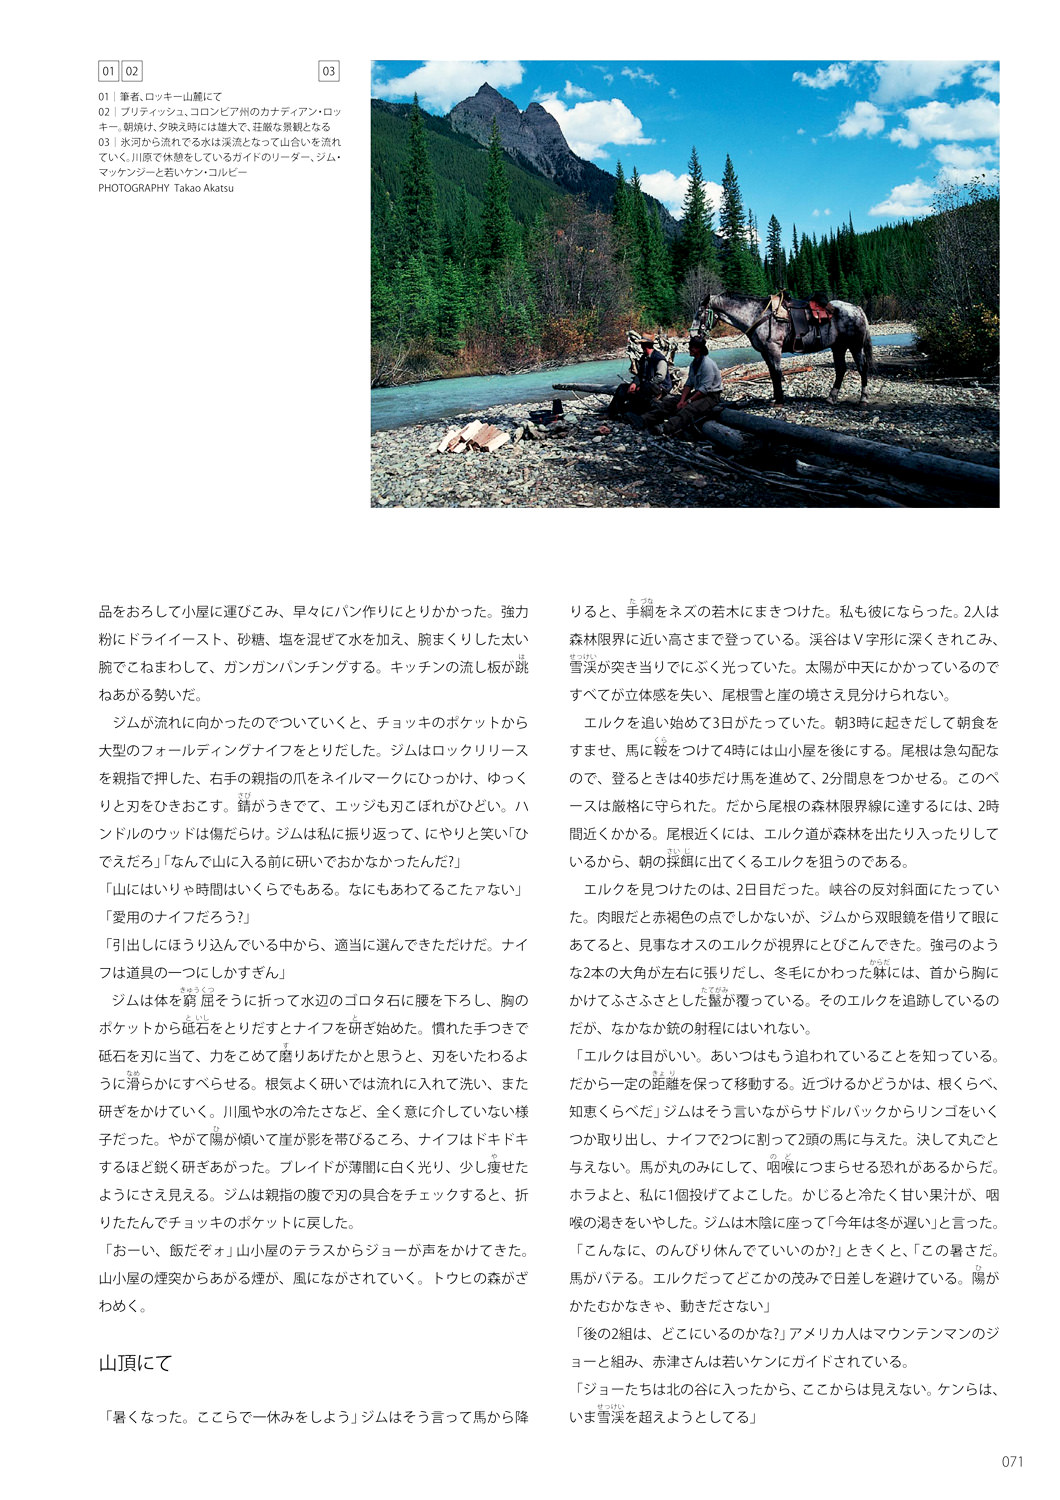 01 02 03
01｜筆者、ロッキー山麓にて
02｜ブリティッシュ、コロンビア州のカナディアン・ロッ
キー。朝焼け、夕映え時には雄大で、荘厳な景観となる
03｜氷河から流れでる水は渓流となって山合いを流れ
ていく。川原で休憩をしているガイドのリーダー、ジム・
マッケンジーと若いケン・コルビー
PHOTOGRAPHY Takao Akatsu
品をおろして小屋に運びこみ、早々にパン作りにとりかかった。強力
粉にドライイースト、砂糖、塩を混ぜて水を加え、腕まくりした太い
腕でこねまわして、ガンガンパンチングする。キッチンの流し板が跳
ねあがる勢いだ。
ジムが流れに向かったのでついていくと、チョッキのポケットから
大型のフォールディングナイフをとりだした。ジムはロックリリース
を親指で押した、右手の親指の爪をネイルマークにひっかけ、ゆっく
りと刃をひきおこす。錆がうきでて、エッジも刃こぼれがひどい。ハ
ンドルのウッドは傷だらけ。ジムは私に振り返って、にやりと笑い「ひ
でえだろ」「なんで山に入る前に研いでおかなかったんだ?」
「山にはいりゃ時間はいくらでもある。なにもあわてるこたァない」
「愛用のナイフだろう?」
「引出しにほうり込んでいる中から、適当に選んできただけだ。ナイ
フは道具の一つにしかすぎん」
ジムは体を窮屈そうに折って水辺のゴロタ石に腰を下ろし、胸の
ポケットから砥石をとりだすとナイフを研ぎ始めた。慣れた手つきで
砥石を刃に当て、力をこめて磨りあげたかと思うと、刃をいたわるよ
うに滑らかにすべらせる。根気よく研いでは流れに入れて洗い、また
研ぎをかけていく。川風や水の冷たさなど、全く意に介していない様
子だった。やがて陽が傾いて崖が影を帯びるころ、ナイフはドキドキ
するほど鋭く研ぎあがった。ブレイドが薄闇に白く光り、少し痩せた
ようにさえ見える。ジムは親指の腹で刃の具合をチェックすると、折
りたたんでチョッキのポケットに戻した。
「おーい、飯だぞォ」山小屋のテラスからジョーが声をかけてきた。
山小屋の煙突からあがる煙が、風にながされていく。トウヒの森がざ
わめく。
山頂にて
「暑くなった。ここらで一休みをしよう」ジムはそう言って馬から降
りると、手綱をネズの若木にまきつけた。私も彼にならった。2人は
森林限界に近い高さまで登っている。渓谷はV字形に深くきれこみ、
雪渓が突き当りでにぶく光っていた。太陽が中天にかかっているので
すべてが立体感を失い、尾根雪と崖の境さえ見分けられない。
エルクを追い始めて3日がたっていた。朝3時に起きだして朝食を
すませ、馬に鞍をつけて4時には山小屋を後にする。尾根は急勾配な
ので、登るときは40歩だけ馬を進めて、2分間息をつかせる。このペ
ースは厳格に守られた。だから尾根の森林限界線に達するには、2時
間近くかかる。尾根近くには、エルク道が森林を出たり入ったりして
いるから、朝の採餌に出てくるエルクを狙うのである。
エルクを見つけたのは、2日目だった。峡谷の反対斜面にたってい
た。肉眼だと赤褐色の点でしかないが、ジムから双眼鏡を借りて眼に
あてると、見事なオスのエルクが視界にとびこんできた。強弓のよう
な2本の大角が左右に張りだし、冬毛にかわった躰には、首から胸に
かけてふさふさとした鬣が覆っている。そのエルクを追跡しているの
だが、なかなか銃の射程にはいれない。
「エルクは目がいい。あいつはもう追われていることを知っている。
だから一定の距離を保って移動する。近づけるかどうかは、根くらべ、
知恵くらべだ」ジムはそう言いながらサドルバックからリンゴをいく
つか取り出し、ナイフで2つに割って2頭の馬に与えた。決して丸ごと
与えない。馬が丸のみにして、咽喉につまらせる恐れがあるからだ。
ホラよと、私に1個投げてよこした。かじると冷たく甘い果汁が、咽
喉の渇きをいやした。ジムは木陰に座って「今年は冬が遅い」と言った。
「こんなに、のんびり休んでていいのか?」ときくと、「この暑さだ。
馬がバテる。エルクだってどこかの茂みで日差しを避けている。陽が
かたむかなきゃ、動きださない」
「後の2組は、どこにいるのかな?」アメリカ人はマウンテンマンのジ
ョーと組み、赤津さんは若いケンにガイドされている。
「ジョーたちは北の谷に入ったから、ここからは見えない。ケンらは、
いま雪渓を超えようとしてる」
071